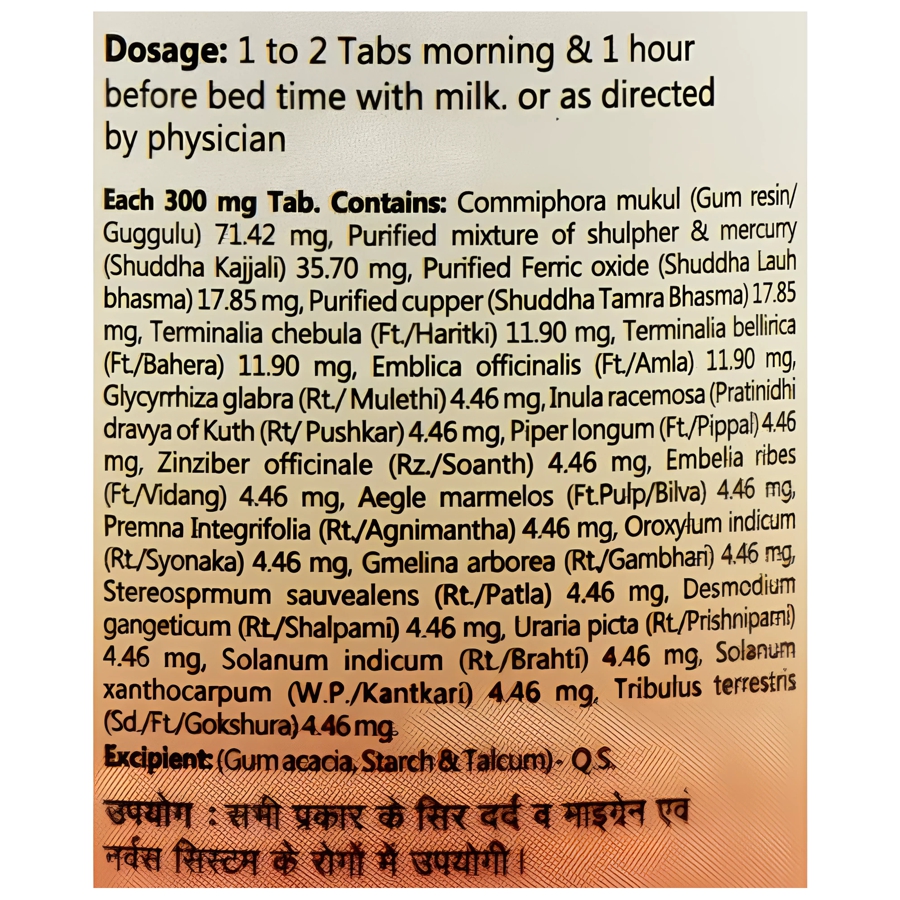 Dosage: 1 to 2 Tabs morning & 1 hour
before bed time with milk. or as directed
by physician
Each 300 mg Tab. Contains: Commiphora mukul (Gum resin/
Guggulu) 71.42 mg, Purified mixture of shulpher & mercury
(Shuddha Kajjali) 35.70 mg, Purified Ferric oxide (Shuddha Lauh
bhasma) 17.85 mg, Purified cupper (Shuddha Tamra Bhasma) 17.85
mg, Terminalia chebula (Ft./Haritki) 11.90 mg, Terminalia bellirica
(Ft./Bahera) 11.90 mg, Emblica officinalis (Ft./Amla) 11.90 mg,
Glycyrrhiza glabra (Rt./ Mulethi) 4.46 mg, Inula racemosa (Pratinidhi
dravya of Kuth (Rt/ Pushkar) 4.46 mg, Piper longum (Ft./Pippal) 4.46
mg, Zinziber officinale (Rz./Soanth) 4.46 mg, Embelia ribes
(Ft./Vidang) 4.46 mg, Aegle marmelos (Ft.Pulp/Bilva) 4.46 mg,
Premna Integrifolia (Rt./Agnimantha) 4.46 mg, Oroxylum indicum
(Rt./Syonaka) 4.46 mg, Gmelina arborea (Rt./Gambhari) 4.46 mg,
Stereosprmum sauvealens (Rt./Patla) 4.46 mg, Desmodium
gangeticum (Rt./Shalparni) 4.46 mg, Uraria picta (Rt./Prishniparni)
4.46 mg, Solanum indicum (Rt./Brahti) 4.46 mg, Solanum
xanthocarpum (W.P./Kantkari) 4.46 mg, Tribulus terrestris
(Sd./Ft./Gokshura) 4.46 mg.
Excipient: (Gum acacia, Starch & Talcum) - Q.S.
उपयोग : सभी प्रकार के सिर दर्द व माइग्रेन एवं
नर्वस सिस्टम के रोगों में उपयोगी।